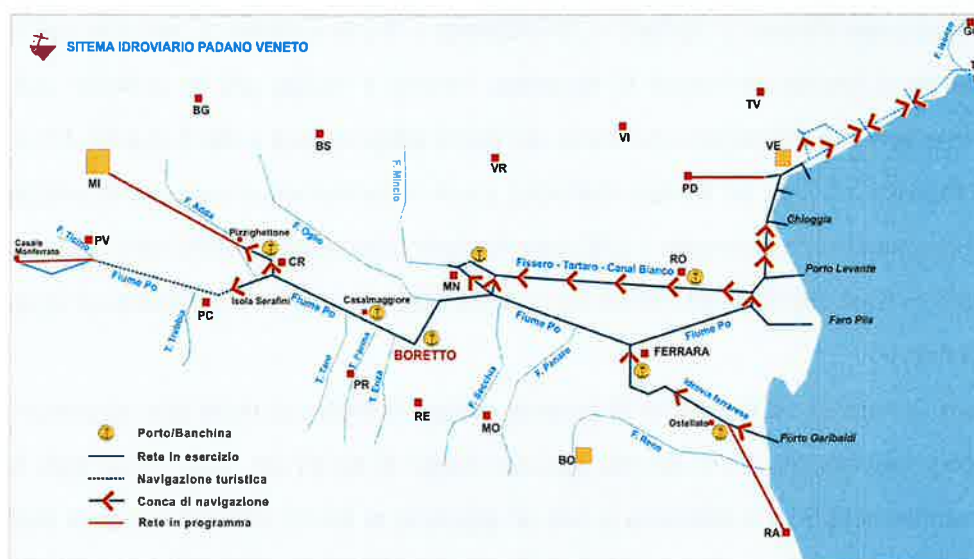 SITEMA IDROVIARIO PADANO VENETO
BG
BS
VR
VI
TV
VE
PD
MI
F. Isonzo
F. Mincio
F. Adda
F. Oglio
Pizzighettone
F. Ticino
PV
Casale
Monferrato
Fiume Po
CR
Isola Serafini
PC
T. Trebbia
Fiume Po
Casalmaggiore
BORETTO
MN
Fissero - Tartaro - Canal Bianco
RO
Chioggia
Porto Levante
Faro Pila
Fiume Po
Fiume Po
FERRARA
Idrovia ferrarese
Ostellato
Porto Garibaldi
T. Taro
T. Parma
T. Enza
PR
RE
F. Secchia
MO
F. Panaro
BO
F. Reno
RA
Porto/Banchina
Rete in esercizio
Navigazione turistica
Conca di navigazione
Rete in programma